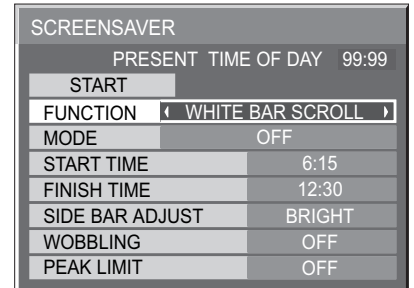 SCREENSAVER
PRESENT TIME OF DAY 99:99
START
FUNCTION WHITE BAR SCROLL
MODE OFF
START TIME 6:15
FINISH TIME 12:30
SIDE BAR ADJUST BRIGHT
WOBBLING OFF
PEAK LIMIT OFF